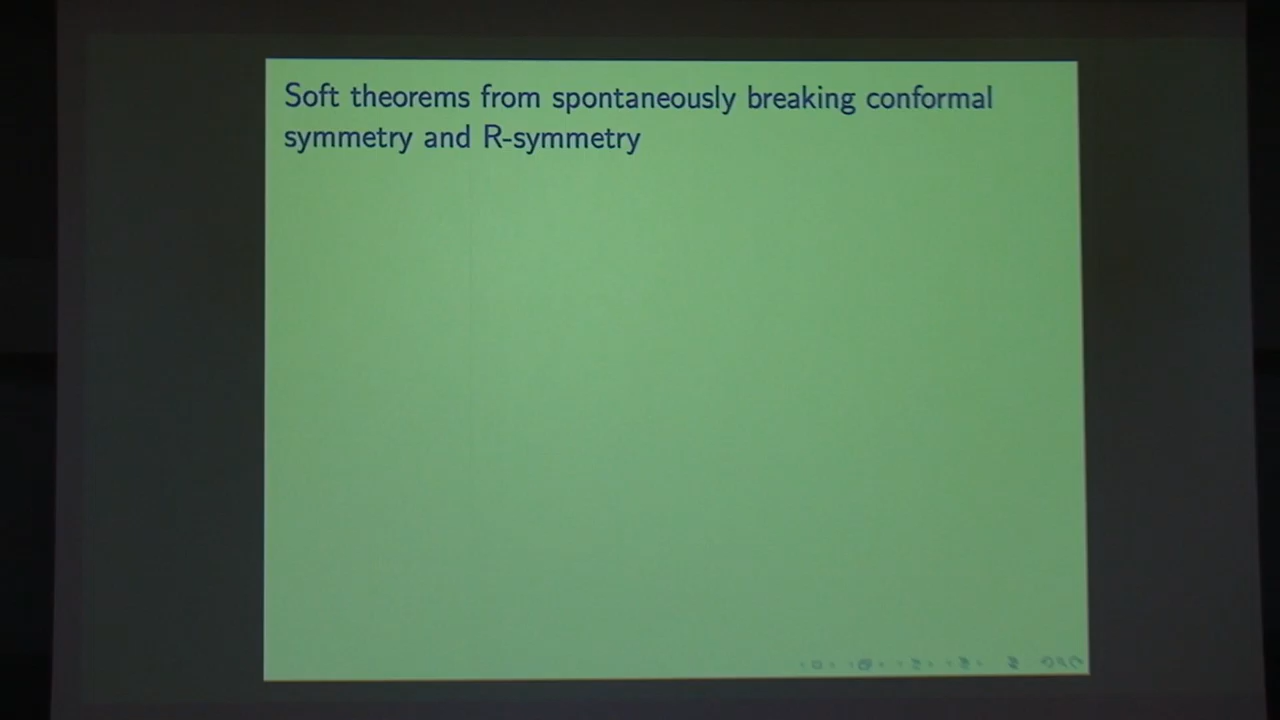 Soft theorems from spontaneously breaking conformal
symmetry and R-symmetry